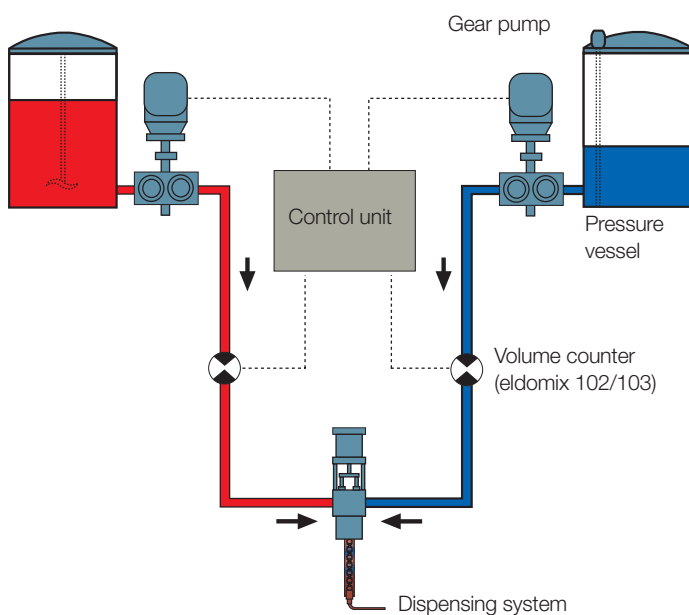 Gear pump
Control unit
Pressure
vessel
Volume counter
(eldomix 102/103)
Dispensing system